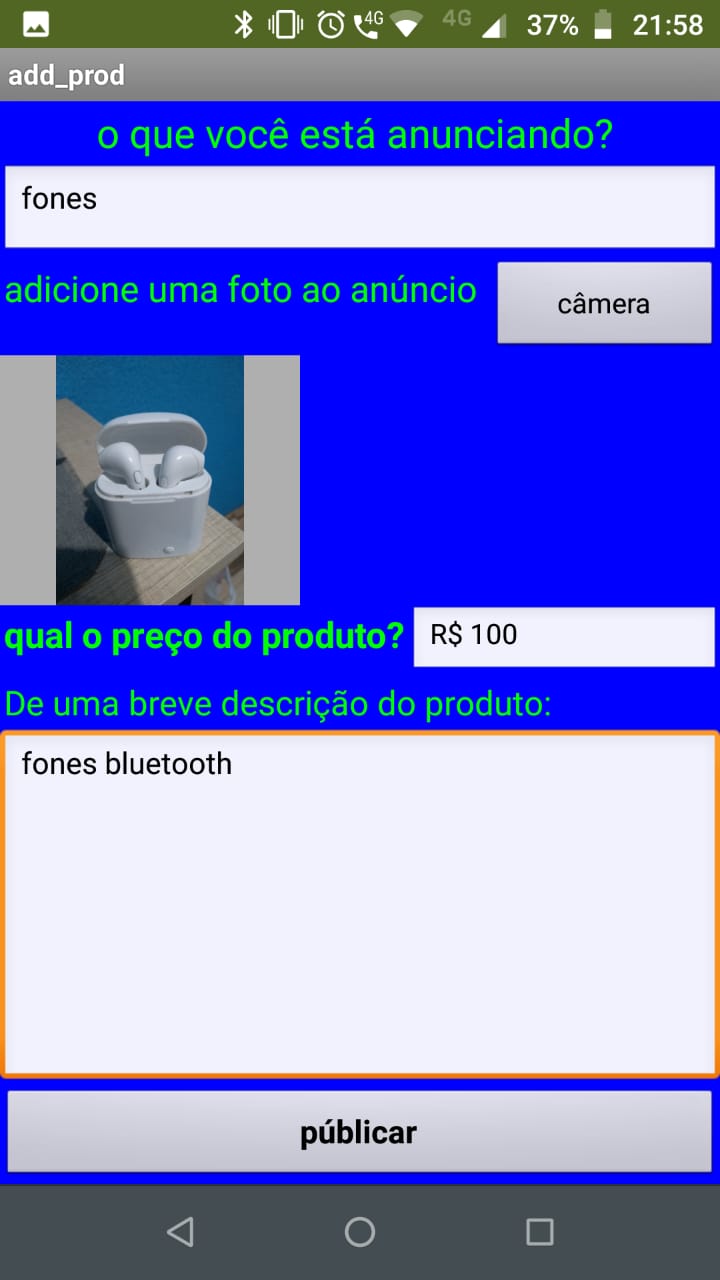 4G 4G 37% 21:58
add_prod
o que você está anunciando?
fones
adicione uma foto ao anúncio câmera
qual o preço do produto? R$ 100
De uma breve descrição do produto:
fones bluetooth
públicar